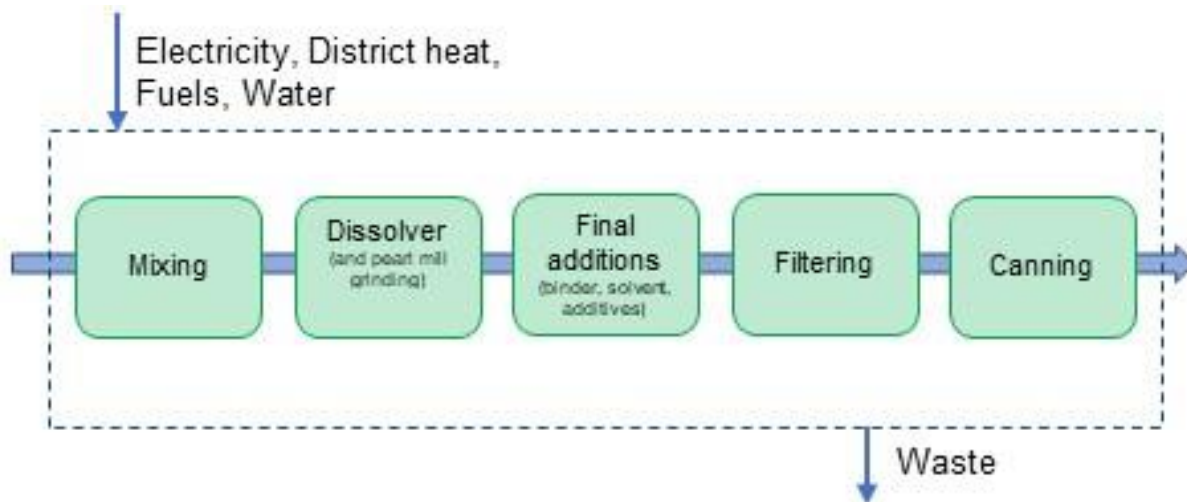 Electricity, District heat,
Fuels, Water
Mixing
Dissolver
(and pearl mill
grinding)
Final
additions
(binder, solvent,
additives)
Filtering
Canning
Waste